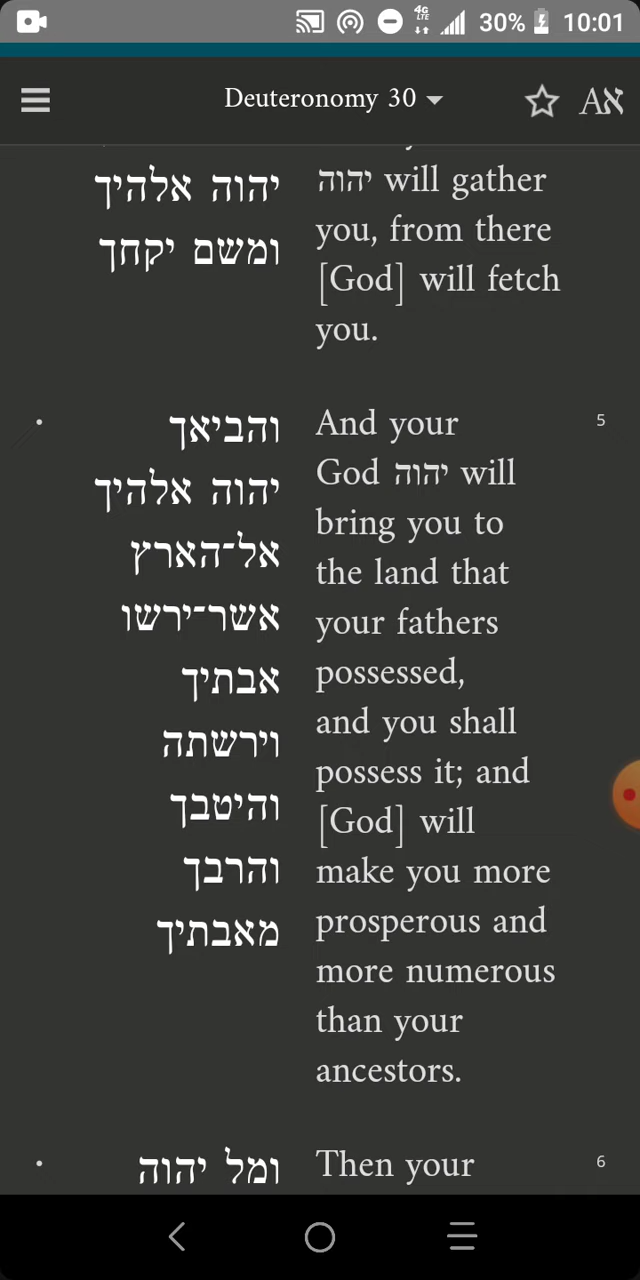 4G
LTE
30%
10:01
Deuteronomy 30
Aא
יהוה אלהיך
ומשם יקחך
יהוה will gather
you, from there
[God] will fetch
you.
והביאך
יהוה אלהיך
אל־הארץ
אשר־ירשו
אבתיך
וירשתה
והיטבך
והרבך
מאבתיך
And your
God יהוה will
bring you to
the land that
your fathers
possessed,
and you shall
possess it; and
[God] will
make you more
prosperous and
more numerous
than your
ancestors.
5
ומל יהוה
Then your
6